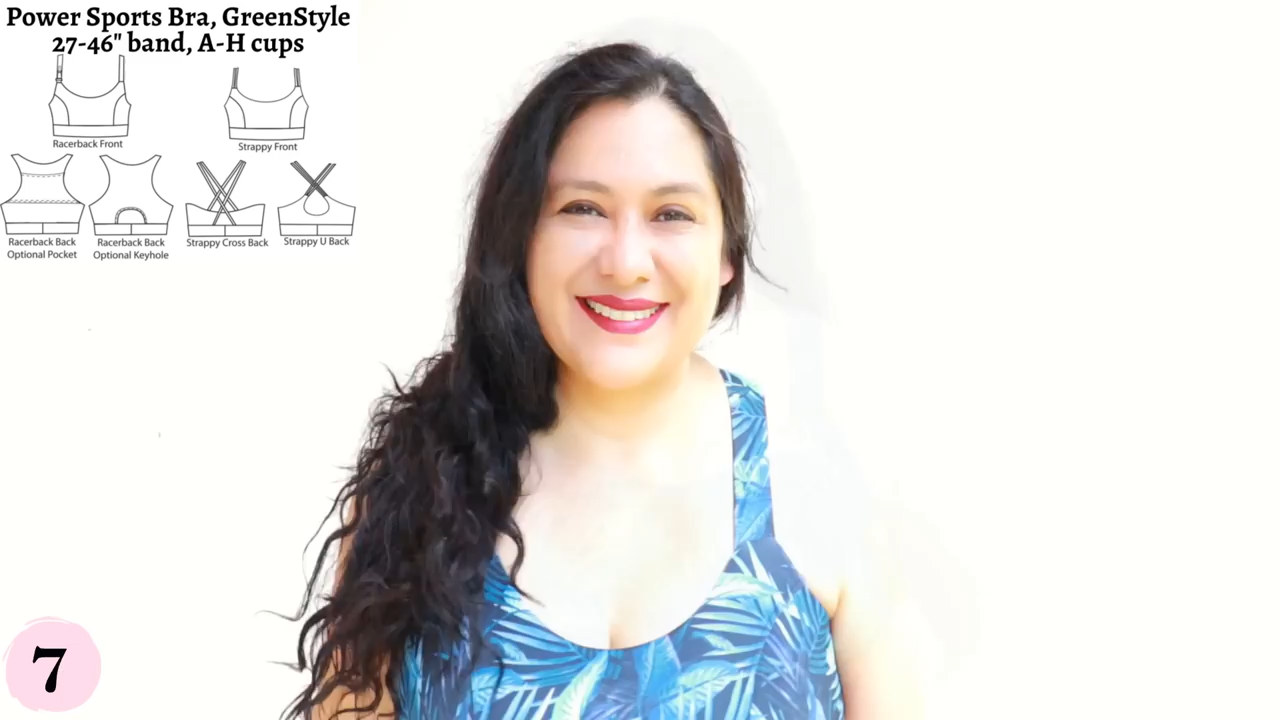 Power Sports Bra, GreenStyle
27-46" band, A-H cups
Racerback Front
Strappy Front
Racerback Back
Optional Pocket
Racerback Back
Optional Keyhole
Strappy Cross Back
Strappy U Back
7